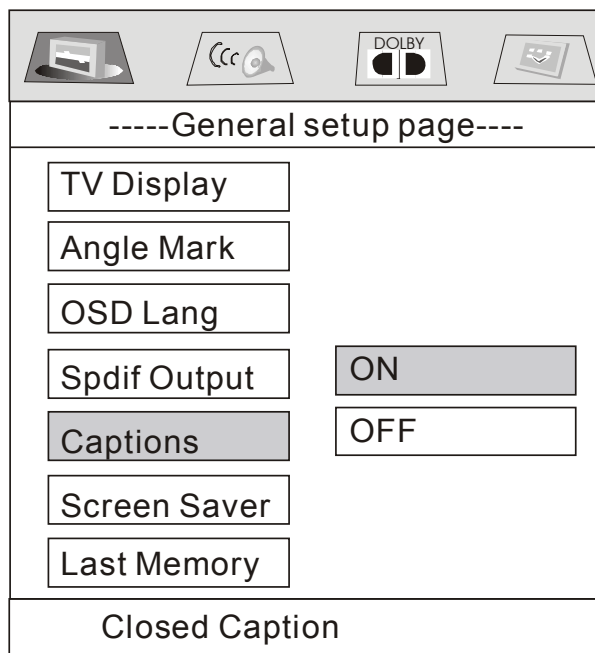 DOLBY
-----General setup page----
TV Display
Angle Mark
OSD Lang
Spdif Output
ON
Captions
OFF
Screen Saver
Last Memory
Closed Caption